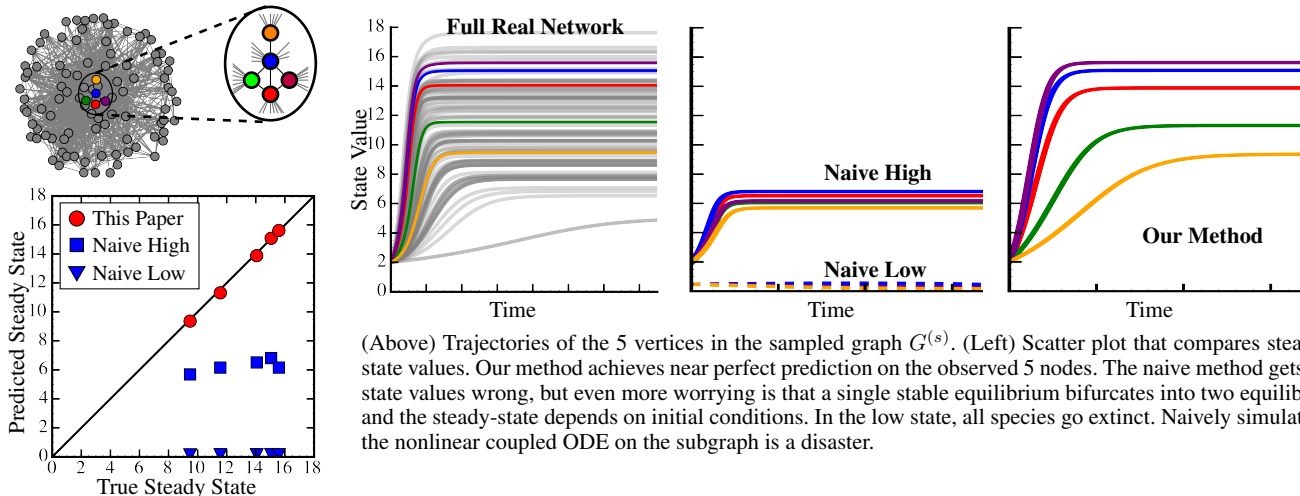 Full Real Network
18
16
14
12
10
8
6
4
2
0
State Value
Time
Naive High
Naive Low
Time
Our Method
Time
18
16
14
12
10
8
6
4
2
0
Predicted Steady State
This Paper
Naive High
Naive Low
0 2 4 6 8 10 12 14 16 18
True Steady State
(Above) Trajectories of the 5 vertices in the sampled graph G^(s). (Left) Scatter plot that compares stea
state values. Our method achieves near perfect prediction on the observed 5 nodes. The naive method gets
state values wrong, but even more worrying is that a single stable equilibrium bifurcates into two equilib
and the steady-state depends on initial conditions. In the low state, all species go extinct. Naively simulat
the nonlinear coupled ODE on the subgraph is a disaster.